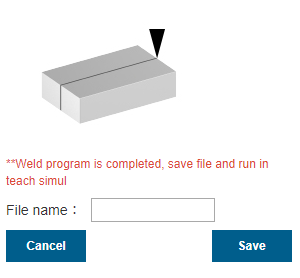 **Weld program is completed, save file and run in
teach simul
File name：
Cancel
Save